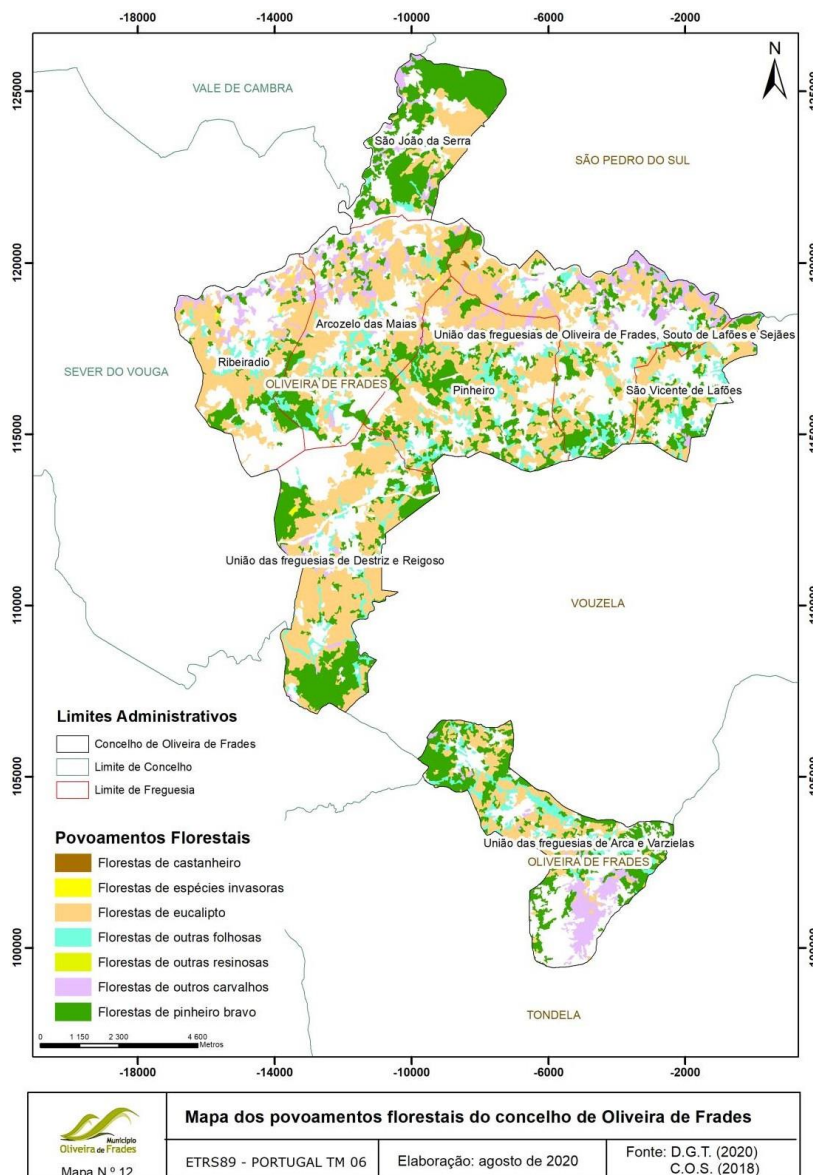 -18000 -14000 -10000 -6000 -2000
N
125000 125000
VALE DE CAMBRA
São João da Serra
SÃO PEDRO DO SUL
120000 120000
Arcozelo das Maias
União das freguesias de Oliveira de Frades, Souto de Lafões e Sejães
Ribeiradio
SEVER DO VOUGA
OLIVEIRA DE FRADES
Pinheiro
São Vicente de Lafões
115000 115000
União das freguesias de Destriz e Reigoso
110000 110000
VOUZELA
Limites Administrativos
Concelho de Oliveira de Frades
Limite de Concelho
Limite de Freguesia
105000 105000
Povoamentos Florestais
Florestas de castanheiro
Florestas de espécies invasoras
Florestas de eucalipto
Florestas de outras folhosas
Florestas de outras resinosas
Florestas de outros carvalhos
Florestas de pinheiro bravo
União das freguesias de Arca e Varzielas
OLIVEIRA DE FRADES
100000 100000
TONDELA
0 1 150 2 300 4 600
Metros
-18000 -14000 -10000 -6000 -2000
Município
Oliveira de Frades
Mapa N.º 12
Mapa dos povoamentos florestais do concelho de Oliveira de Frades
ETRS89 - PORTUGAL TM 06
Elaboração: agosto de 2020
Fonte: D.G.T. (2020)
C.O.S. (2018)